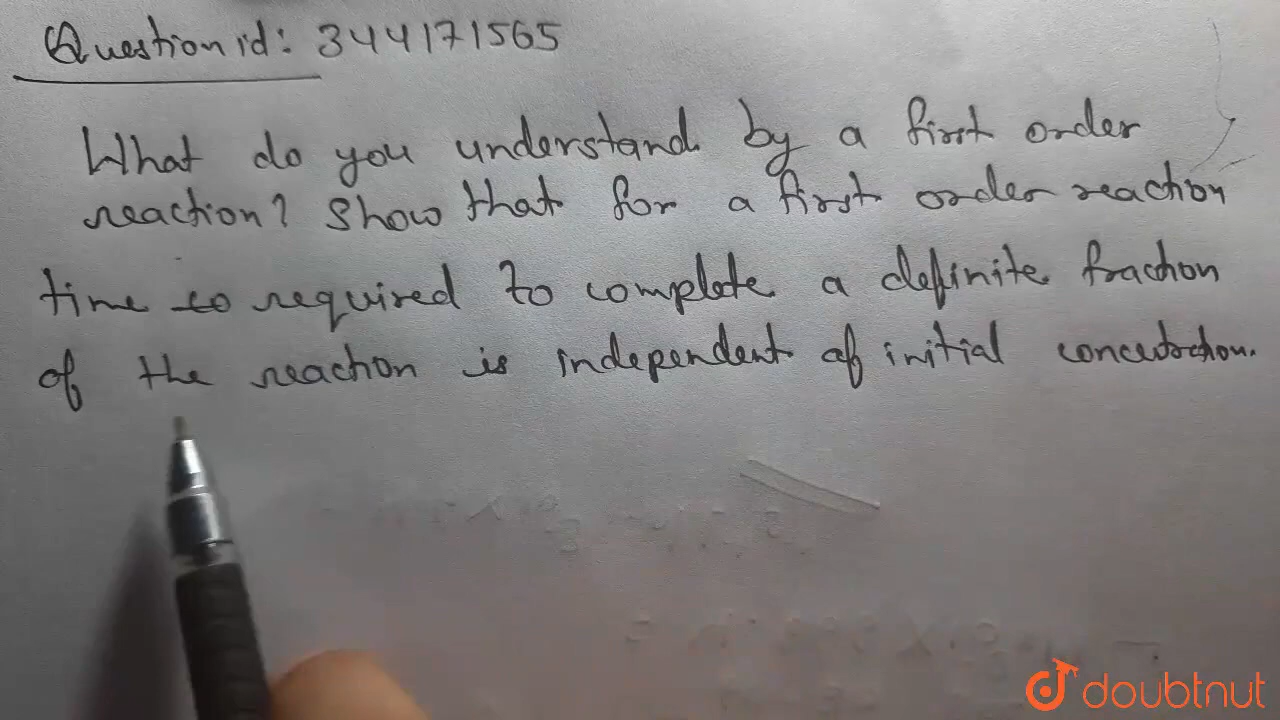 Question id: 344171565
What do you understand by a first order
reaction? Show that for a first order reaction
time to required to complete a definite fraction
of the reaction is independent of initial
doubtnut